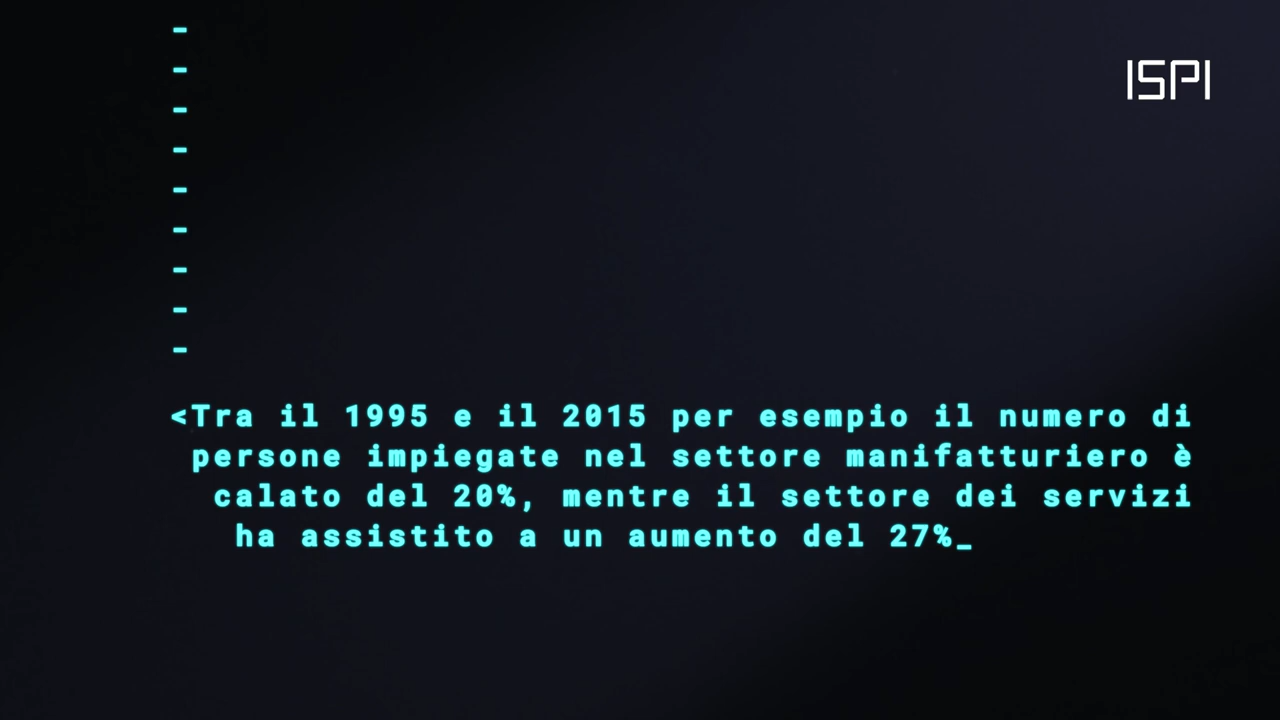 ISPI
-
-
-
-
-
-
-
-
-
<Tra il 1995 e il 2015 per esempio il numero di
persone impiegate nel settore manifatturiero è
calato del 20%, mentre il settore dei servizi
ha assistito a un aumento del 27%_